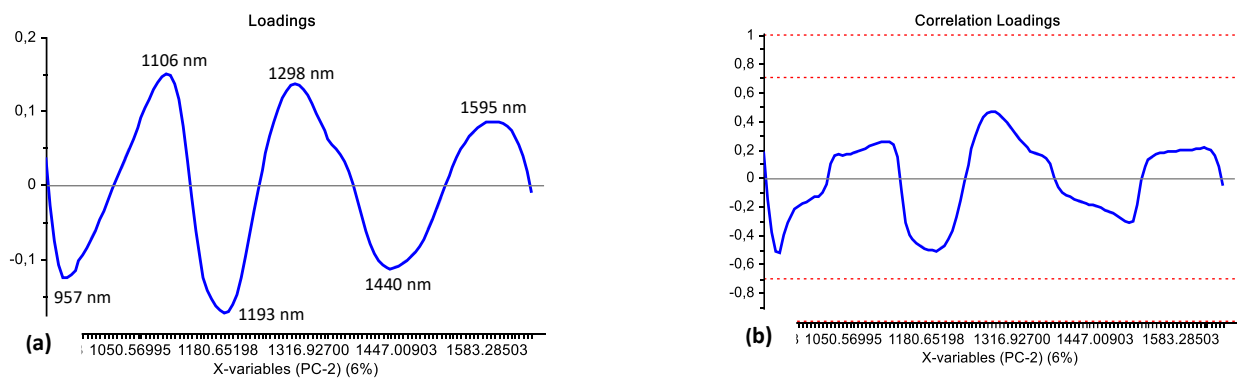 Loadings
0,2
0,1
0
-0,1
1106 nm
1298 nm
1595 nm
957 nm
1193 nm
1440 nm
(a)
1050.56995 1180.65198 1316.92700 1447.00903 1583.28503
X-variables (PC-2) (6%)
Correlation Loadings
1
0,8
0,6
0,4
0,2
0
-0,2
-0,4
-0,6
-0,8
(b)
1050.56995 1180.65198 1316.92700 1447.00903 1583.28503
X-variables (PC-2) (6%)